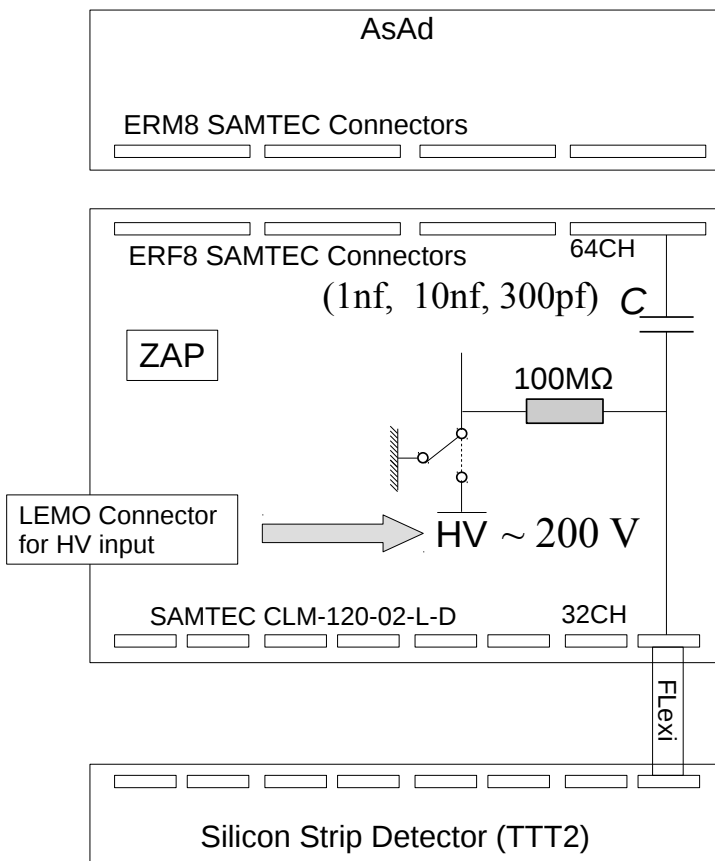 AsAd
ERM8 SAMTEC Connectors
ERF8 SAMTEC Connectors
64CH
(1nf, 10nf, 300pf) C
ZAP
100MΩ
LEMO Connector
for HV input
HV ~ 200 V
SAMTEC CLM-120-02-L-D
32CH
FLexi
Silicon Strip Detector (TTT2)